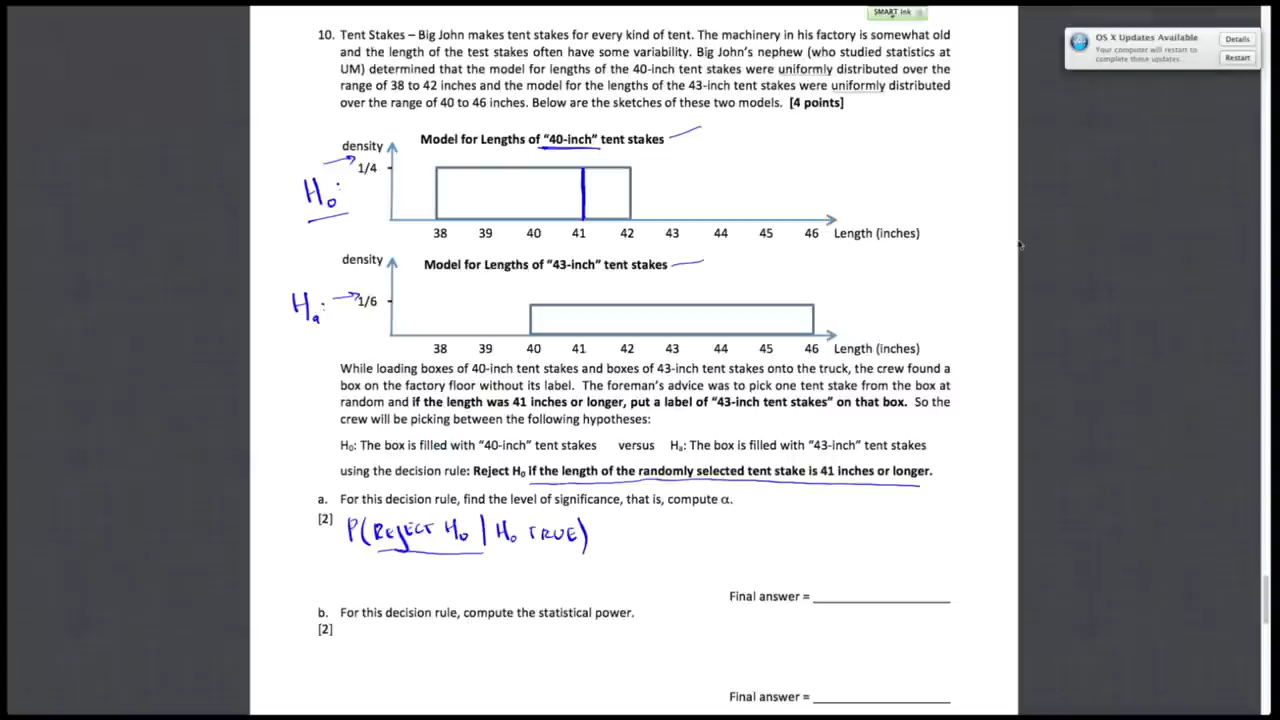 SMART Ink
OS X Updates Available
Your computer will restart to
complete these updates.
Details
Restart
10. Tent Stakes – Big John makes tent stakes for every kind of tent. The machinery in his factory is somewhat old
and the length of the test stakes often have some variability. Big John's nephew (who studied statistics at
UM) determined that the model for lengths of the 40-inch tent stakes were uniformly distributed over the
range of 38 to 42 inches and the model for the lengths of the 43-inch tent stakes were uniformly distributed
over the range of 40 to 46 inches. Below are the sketches of these two models. [4 points]
Model for Lengths of "40-inch" tent stakes
density
1/4
H₀:
38 39 40 41 42 43 44 45 46 Length (inches)
density
Model for Lengths of "43-inch" tent stakes
Hₐ:
1/6
38 39 40 41 42 43 44 45 46 Length (inches)
While loading boxes of 40-inch tent stakes and boxes of 43-inch tent stakes onto the truck, the crew found a
box on the factory floor without its label. The foreman's advice was to pick one tent stake from the box at
random and if the length was 41 inches or longer, put a label of "43-inch tent stakes" on that box. So the
crew will be picking between the following hypotheses:
H₀: The box is filled with "40-inch" tent stakes versus Hₐ: The box is filled with "43-inch" tent stakes
using the decision rule: Reject H₀ if the length of the randomly selected tent stake is 41 inches or longer.
a. For this decision rule, find the level of significance, that is, compute α.
[2]
P(REJECT H₀ | H₀ TRUE)
Final answer = ____________________
b. For this decision rule, compute the statistical power.
[2]
Final answer = ____________________